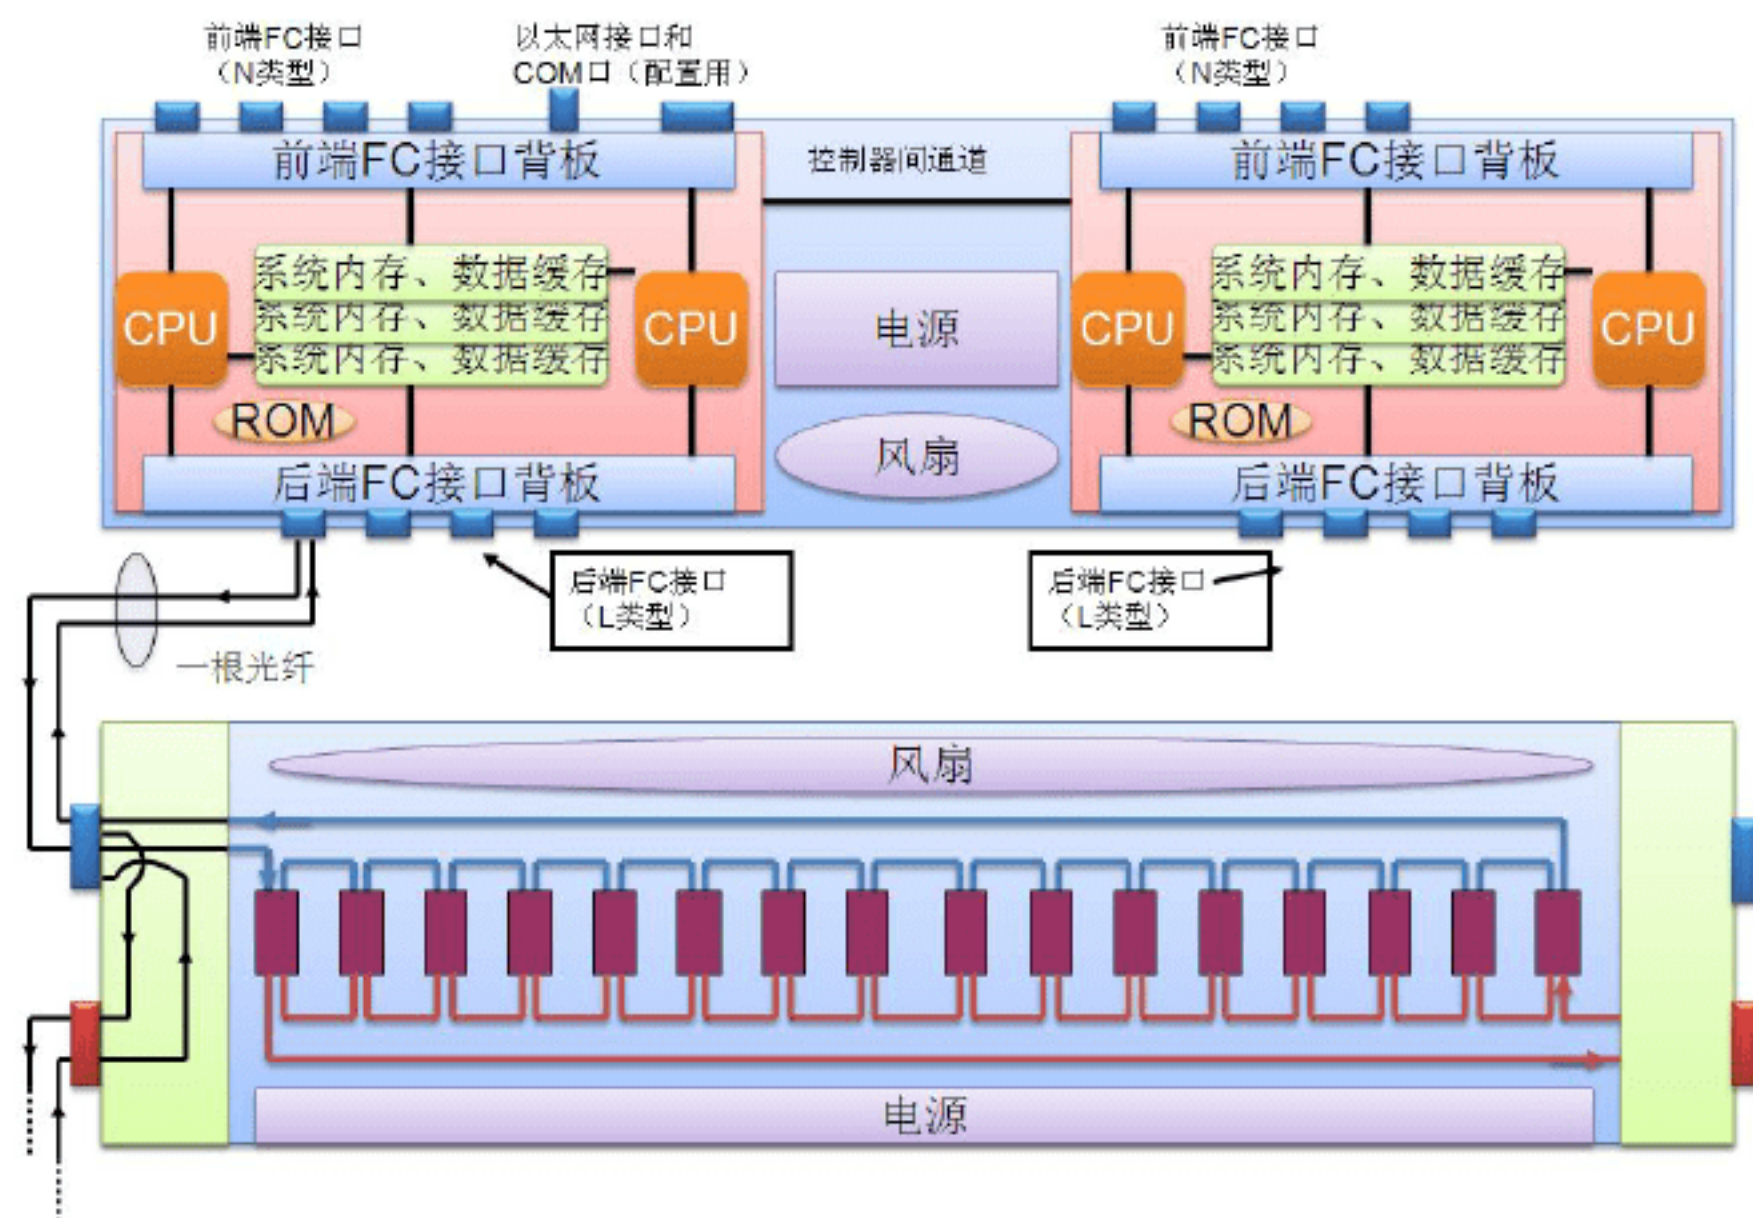 前端FC接口
（N类型）
以太网接口和
COM口（配置用）
前端FC接口
（N类型）
前端FC接口背板
控制器间通道
前端FC接口背板
系统内存、数据缓存
系统内存、数据缓存
系统内存、数据缓存
CPU
CPU
电源
系统内存、数据缓存
系统内存、数据缓存
系统内存、数据缓存
CPU
CPU
ROM
风扇
ROM
后端FC接口背板
后端FC接口背板
后端FC接口
（L类型）
后端FC接口
（L类型）
一根光纤
风扇
电源